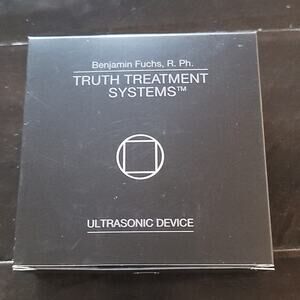 Benjamin Fuchs, R. Ph.
TRUTH TREATMENT
SYSTEMS™
ULTRASONIC DEVICE